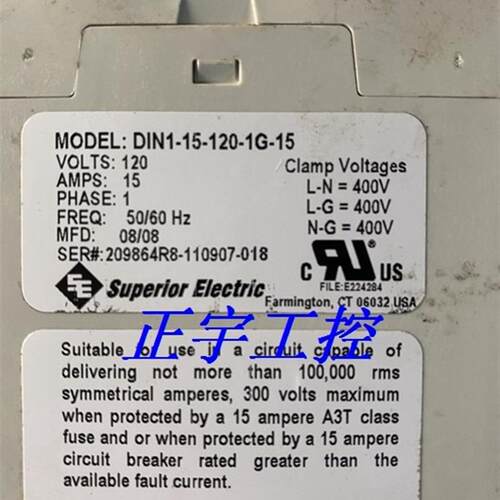 MODEL: DIN1-15-120-1G-15
VOLTS: 120
AMPS: 15
PHASE: 1
FREQ: 50/60 Hz
MFD: 08/08
SER#: 209864R8-110907-018
Clamp Voltages
L-N = 400V
L-G = 400V
N-G = 400V
C RU US
FILE:E224284
SE Superior Electric
Farmington, CT 06032 USA
正宇工控
Suitable for use in a circuit capable of
delivering not more than 100,000 rms
symmetrical amperes, 300 volts maximum
when protected by a 15 ampere A3T class
fuse and or when protected by a 15 ampere
circuit breaker rated greater than the
available fault current.